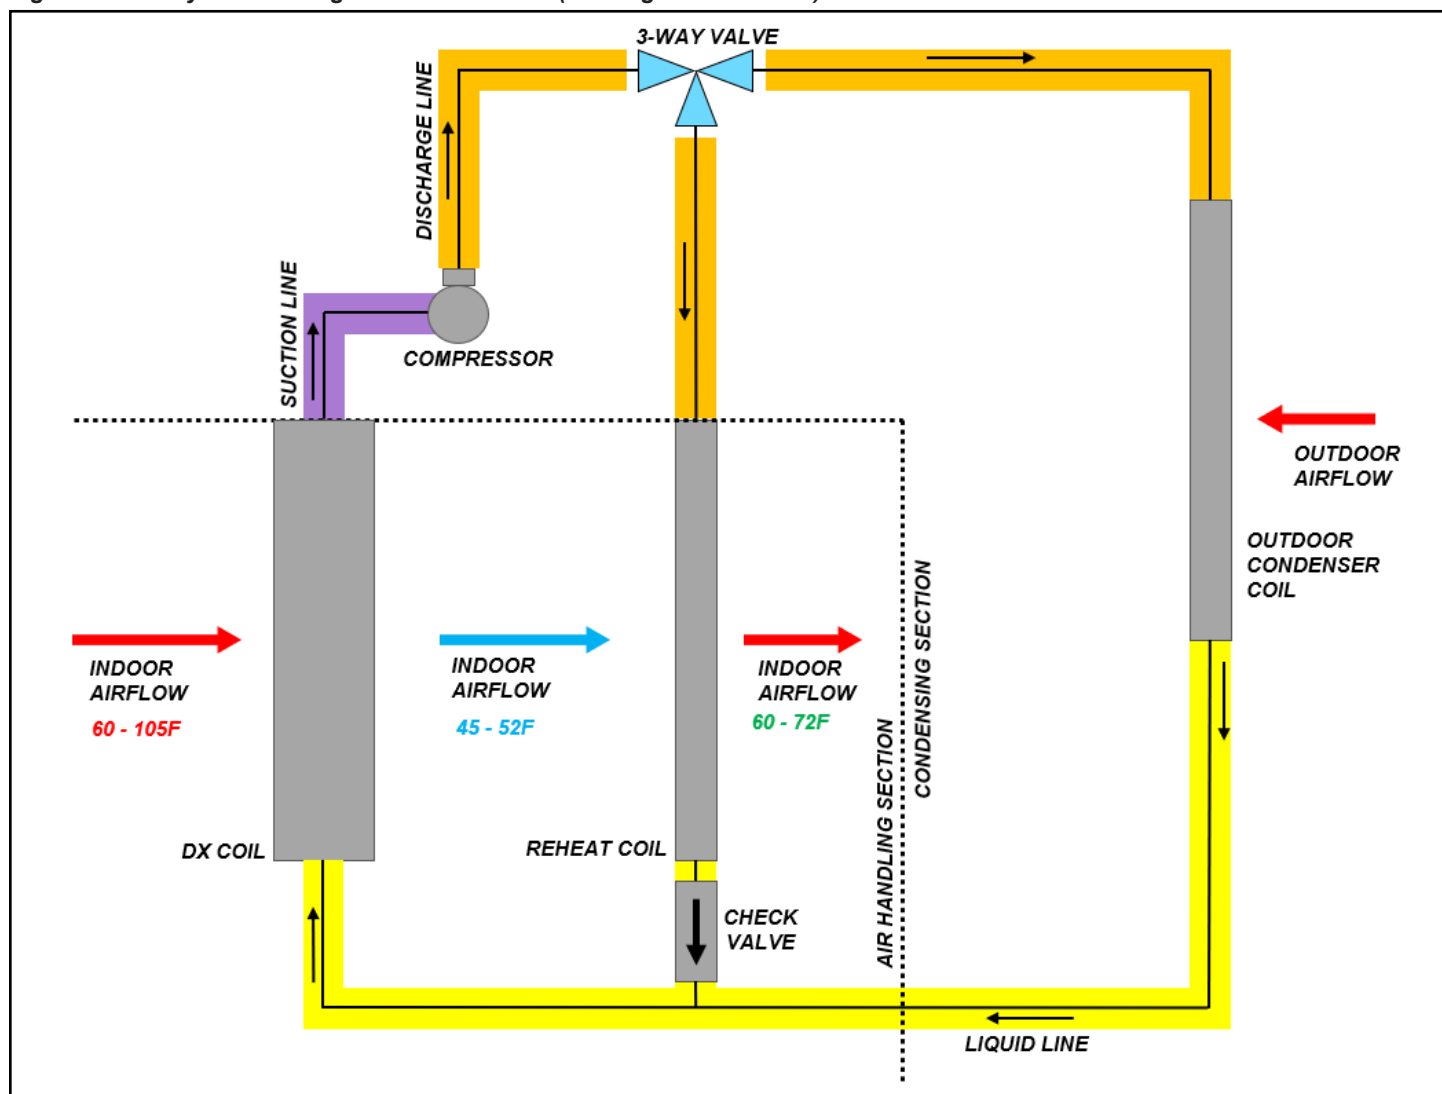 3-WAY VALVE
DISCHARGE LINE
SUCTION LINE
COMPRESSOR
OUTDOOR
AIRFLOW
OUTDOOR
CONDENSER
COIL
INDOOR
AIRFLOW
60 - 105F
INDOOR
AIRFLOW
45 - 52F
INDOOR
AIRFLOW
60 - 72F
AIR HANDLING SECTION
CONDENSING SECTION
DX COIL
REHEAT COIL
CHECK
VALVE
LIQUID LINE